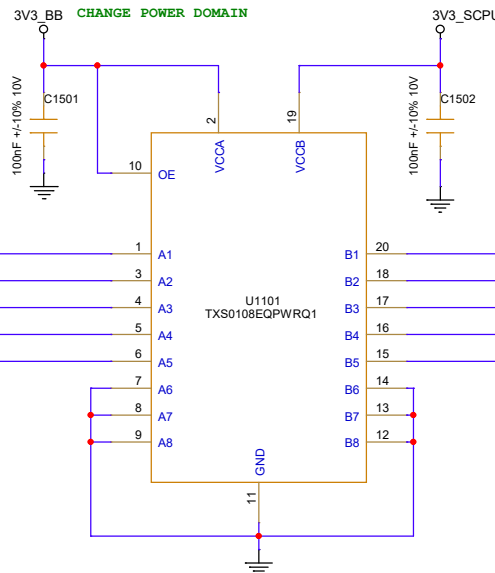 3V3_BB CHANGE POWER DOMAIN 3V3_SCPU
C1501
100nF +/-10% 10V
C1502
100nF +/-10% 10V
2 VCCA
19 VCCB
10 OE
1 A1 B1 20
3 A2 B2 18
4 A3 B3 17
U1101
TXS0108EQPWRQ1
5 A4 B4 16
6 A5 B5 15
7 A6 B6 14
8 A7 B7 13
9 A8 B8 12
GND
11